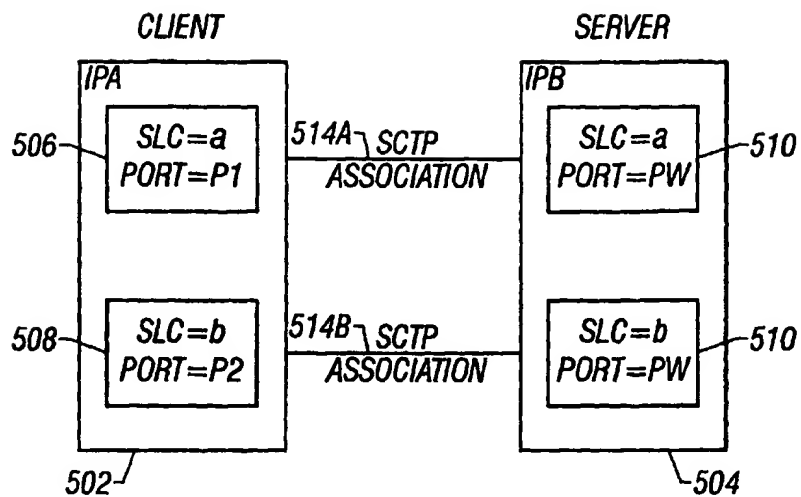 CLIENT
SERVER
IPA
IPB
506
SLC=a
PORT=P1
514A
SCTP
ASSOCIATION
SLC=a
PORT=PW
510
508
SLC=b
PORT=P2
514B
SCTP
ASSOCIATION
SLC=b
PORT=PW
510
502
504